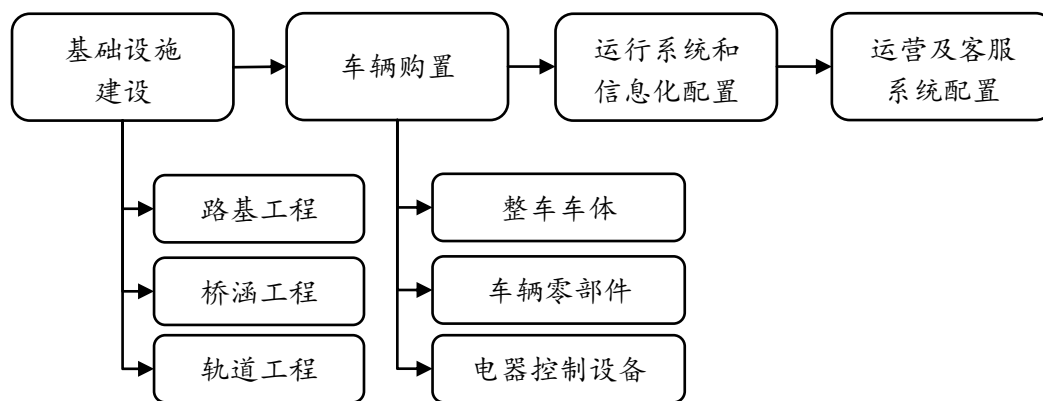 基础设施
建设
车辆购置
运行系统和
信息化配置
运营及客服
系统配置
路基工程
整车车体
桥涵工程
车辆零部件
轨道工程
电器控制设备